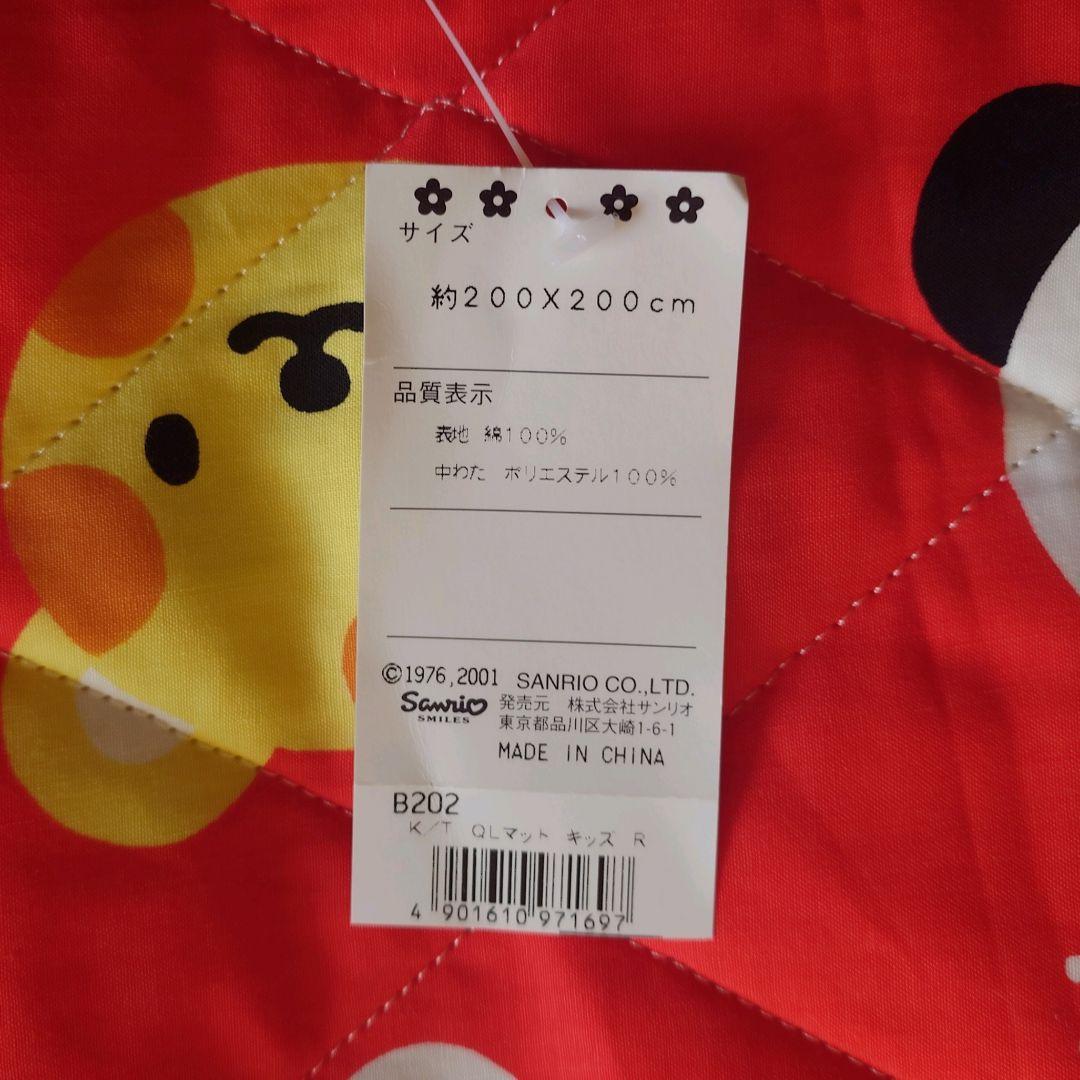 サイズ
約200X200cm
品質表示
表地 綿100%
中わた ポリエステル100%
©1976,2001 SANRIO CO.,LTD.
Sanrio
SMILES
発売元 株式会社サンリオ
東京都品川区大崎1-6-1
MADE IN CHINA
B202
K/T QLマット キッズ R
4 901610 971697